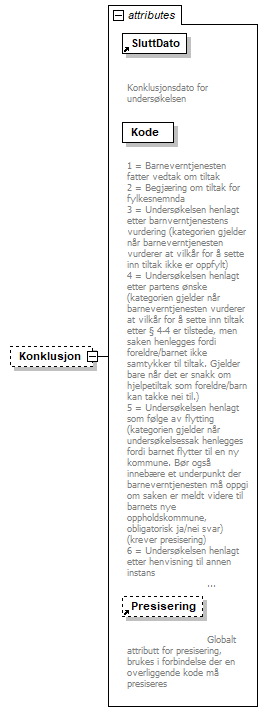 attributes
SluttDato
Konklusjonsdato for
undersøkelsen
Kode
1 = Barneverntjenesten
fatter vedtak om tiltak
2 = Begjæring om tiltak for
fylkesnemnda
3 = Undersøkelsen henlagt
etter barnverntjenestens
vurdering (kategorien gjelder
når barneverntjenesten
vurderer at vilkår for å sette
inn tiltak ikke er oppfylt)
4 = Undersøkelsen henlagt
etter partens ønske
(kategorien gjelder når
barneverntjenesten vurderer
at vilkår for å sette inn tiltak
etter § 4-4 er tilstede, men
saken henlegges fordi
foreldre/barnet ikke
samtykker til tiltak. Gjelder
bare når det er snakk om
hjelpetiltak som foreldre/barn
kan takke nei til.)
5 = Undersøkelsen henlagt
som følge av flytting
(kategorien gjelder når
undersøkelsessak henlegges
fordi barnet flytter til en ny
kommune. Bør også
innebære et underpunkt der
barneverntjenesten må oppgi
om saken er meldt videre til
barnets nye
oppholdskommune,
obligatorisk ja/nei svar)
(krever presisering)
6 = Undersøkelsen henlagt
etter henvisning til annen
instans
...
Konklusjon
Presisering
Globalt
attributt for presisering,
brukes i forbindelse der en
overliggende kode må
presiseres